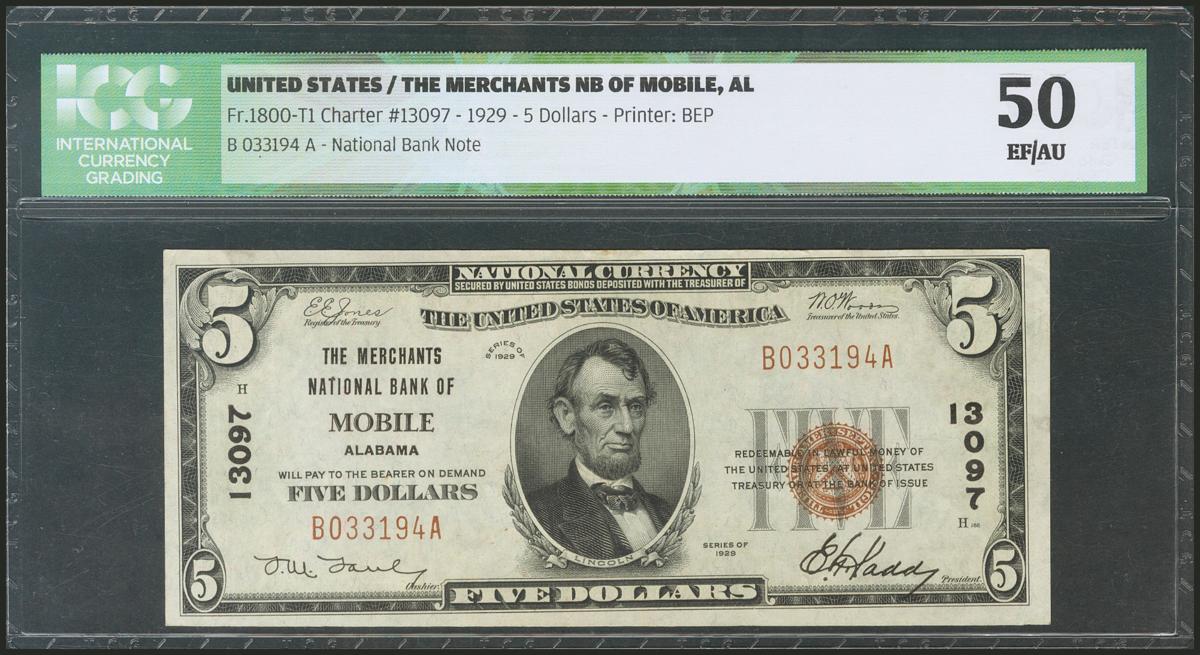 ICG
INTERNATIONAL
CURRENCY
GRADING
UNITED STATES / THE MERCHANTS NB OF MOBILE, AL
Fr.1800-T1 Charter #13097 - 1929 - 5 Dollars - Printer: BEP
B 033194 A - National Bank Note
50
EF/AU
NATIONAL CURRENCY
SECURED BY UNITED STATES BONDS DEPOSITED WITH THE TREASURER OF
THE UNITED STATES OF AMERICA
5
5
E.E. Jones
Register of the Treasury.
W.O. Woods
Treasurer of the United States.
SERIES OF
1929
THE MERCHANTS
NATIONAL BANK OF
MOBILE
ALABAMA
WILL PAY TO THE BEARER ON DEMAND
FIVE DOLLARS
B033194A
H
13097
B033194A
13097
H 188
FIVE
REDEEMABLE IN LAWFUL MONEY OF
THE UNITED STATES AT UNITED STATES
TREASURY OR AT THE BANK OF ISSUE
SERIES OF
1929
LINCOLN
Cashier.
President.
5
FIVE DOLLARS
5